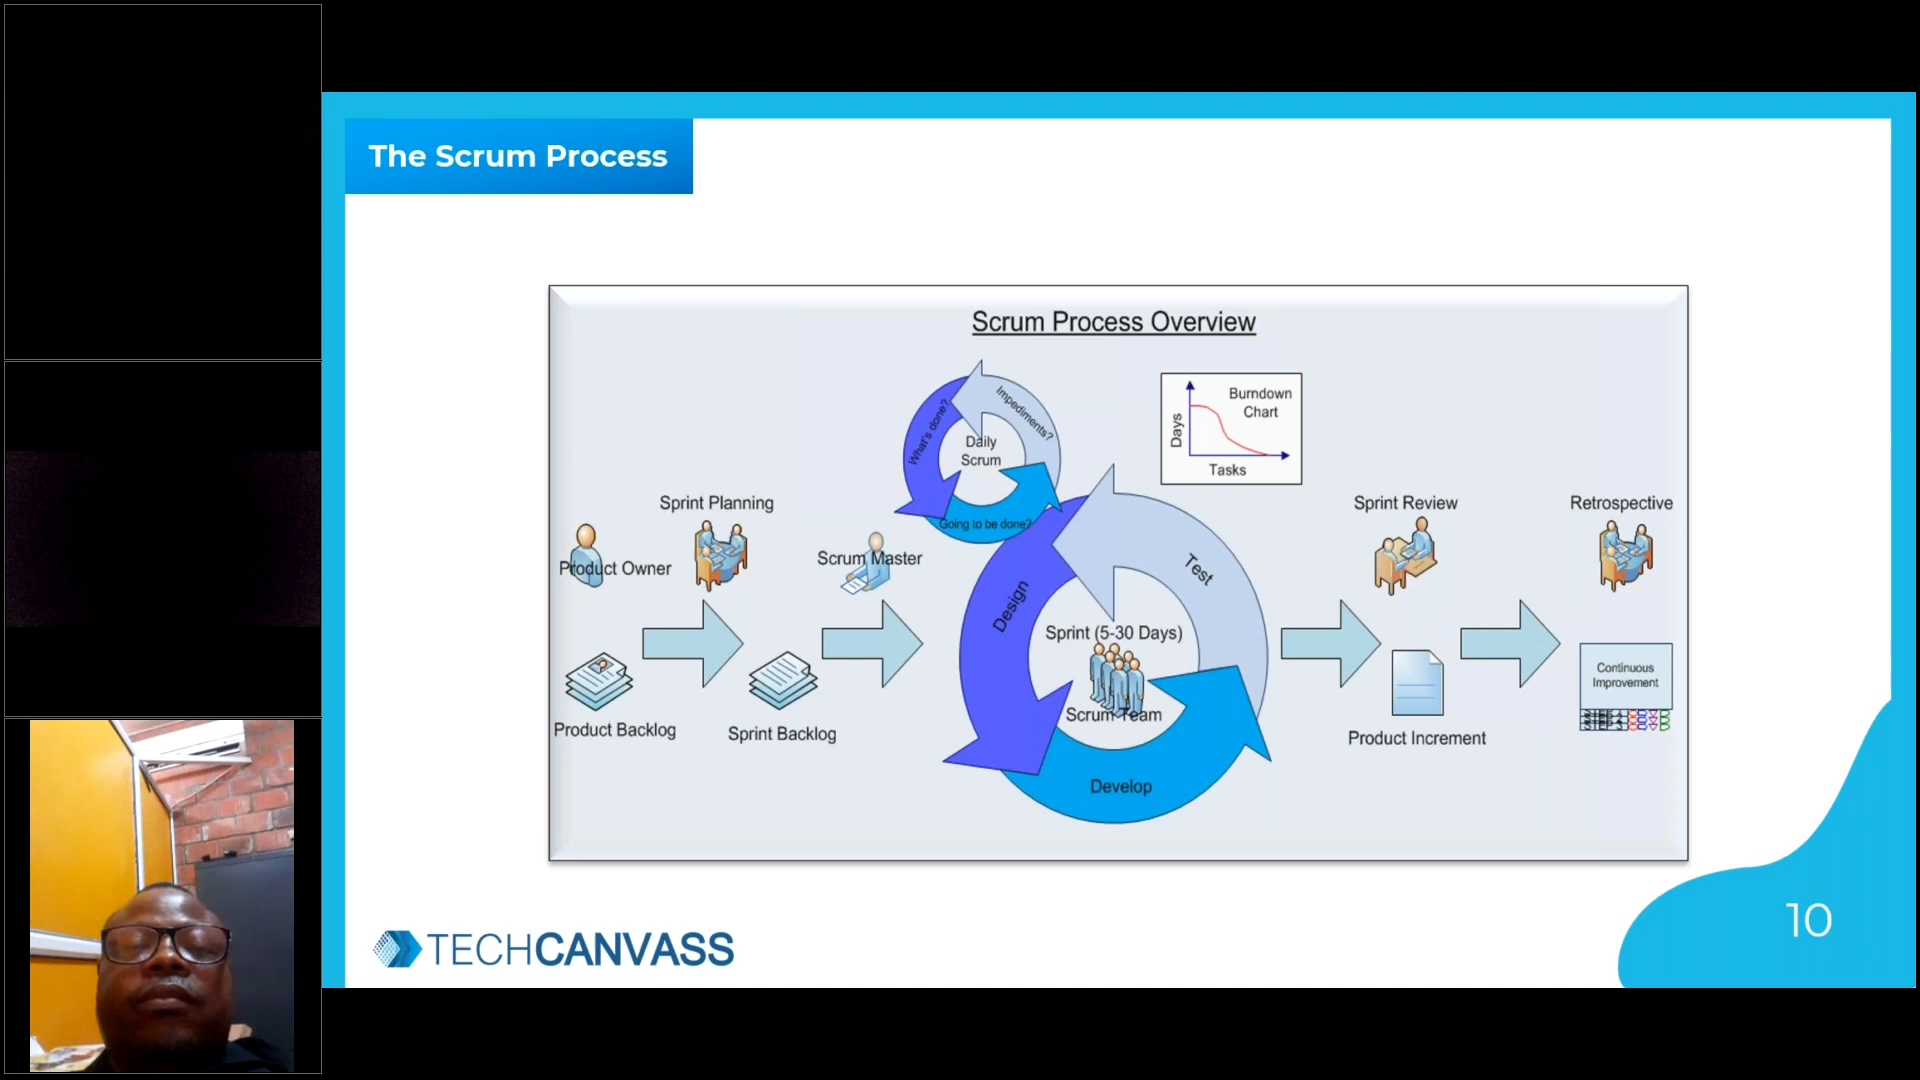 The Scrum Process
Scrum Process Overview
What's done?
Impediments?
Daily
Scrum
Going to be done?
Burndown
Chart
Days
Tasks
Sprint Planning
Product Owner
Scrum Master
Sprint Review
Retrospective
Design
Test
Sprint (5-30 Days)
Scrum Team
Develop
Product Backlog
Sprint Backlog
Product Increment
Continuous
Improvement
TECHCANVASS
10